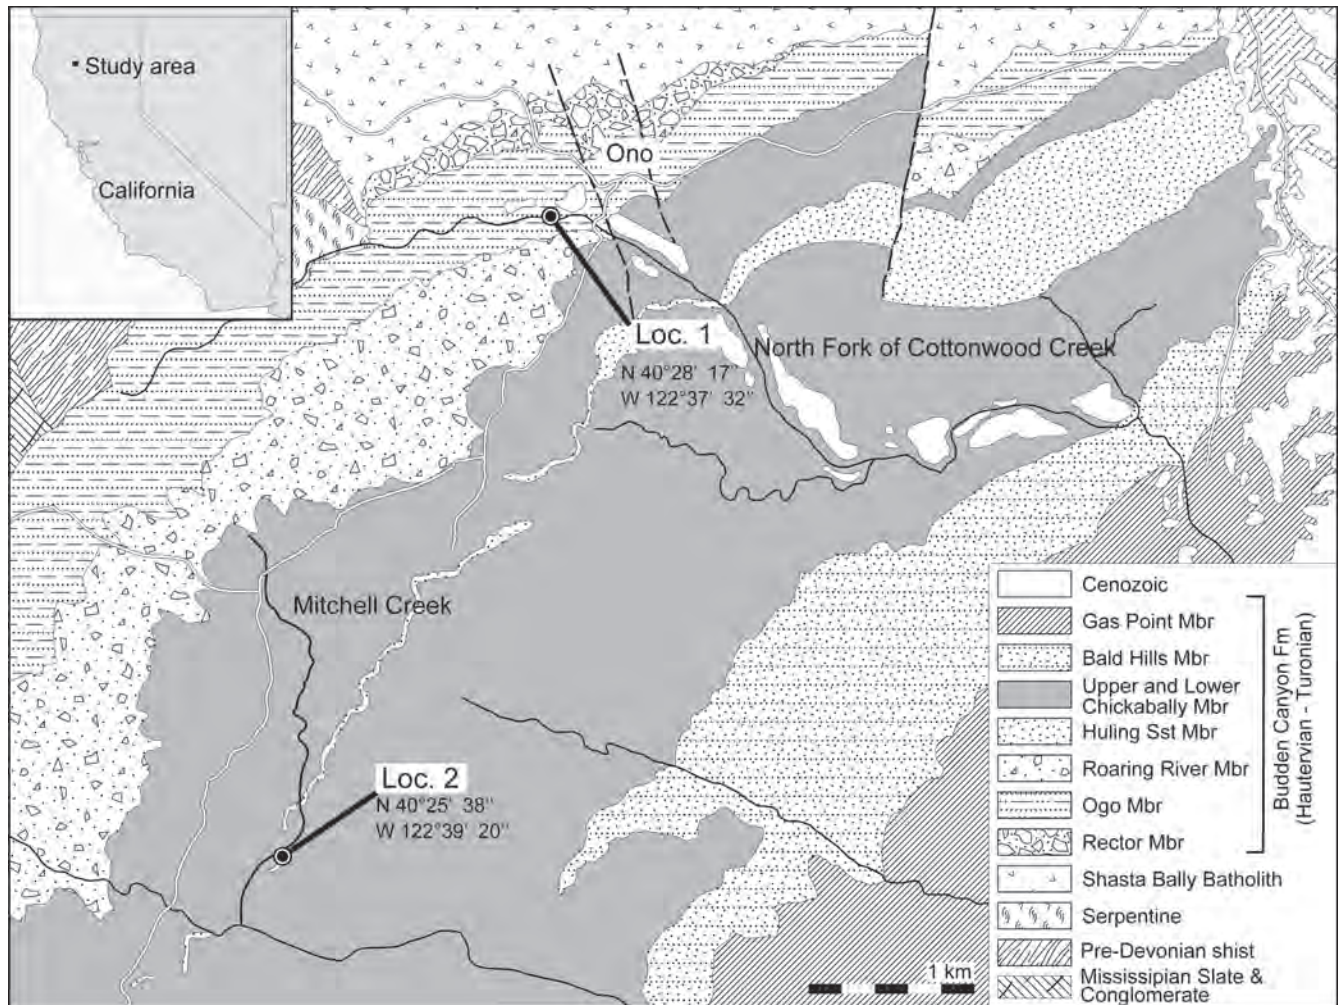 Study area
California
Ono
Loc. 1
N 40°28' 17"
W 122°37' 32"
North Fork of Cottonwood Creek
Mitchell Creek
Loc. 2
N 40°25' 38"
W 122°39' 20"
1 km
Cenozoic
Gas Point Mbr
Bald Hills Mbr
Upper and Lower
Chickabally Mbr
Huling Sst Mbr
Roaring River Mbr
Ogo Mbr
Rector Mbr
Shasta Bally Batholith
Serpentine
Pre-Devonian shist
Mississipian Slate &
Conglomerate
Budden Canyon Fm
(Hautervian - Turonian)